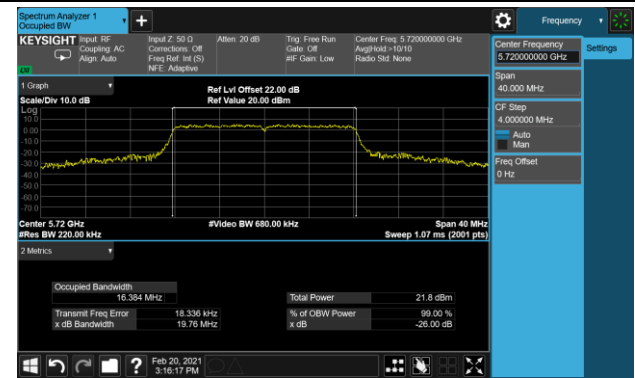 Spectrum Analyzer 1
Occupied BW
Frequency
KEYSIGHT
Input: RF
Coupling: AC
Align: Auto
Input Z: 50 Ω
Corrections: Off
Freq Ref: Int (S)
NFE: Adaptive
Atten: 20 dB
Trig: Free Run
Gate: Off
#IF Gain: Low
Center Freq: 5.720000000 GHz
Avg|Hold:>10/10
Radio Std: None
Center Frequency
5.720000000 GHz
Settings
Span
40.000 MHz
CF Step
4.000000 MHz
Auto
Man
Freq Offset
0 Hz
1 Graph
Scale/Div 10.0 dB
Ref Lvl Offset 22.00 dB
Ref Value 20.00 dBm
Log
10.0
0.00
-10.0
-20.0
-30.0
-40.0
-50.0
-60.0
-70.0
Center 5.72 GHz
#Video BW 680.00 kHz
Span 40 MHz
#Res BW 220.00 kHz
Sweep 1.07 ms (2001 pts)
2 Metrics
Occupied Bandwidth
16.384 MHz
Total Power
21.8 dBm
Transmit Freq Error
18.336 kHz
% of OBW Power
99.00 %
x dB Bandwidth
19.76 MHz
x dB
-26.00 dB
Feb 20, 2021
3:16:17 PM